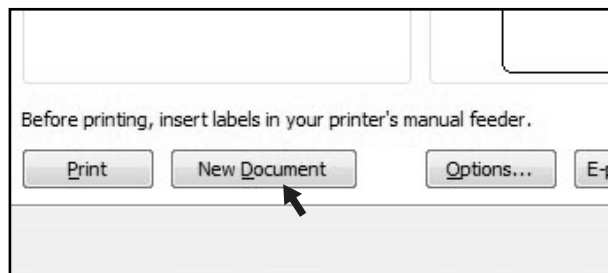 Before printing, insert labels in your printer's manual feeder.
Print New Document Options... E-